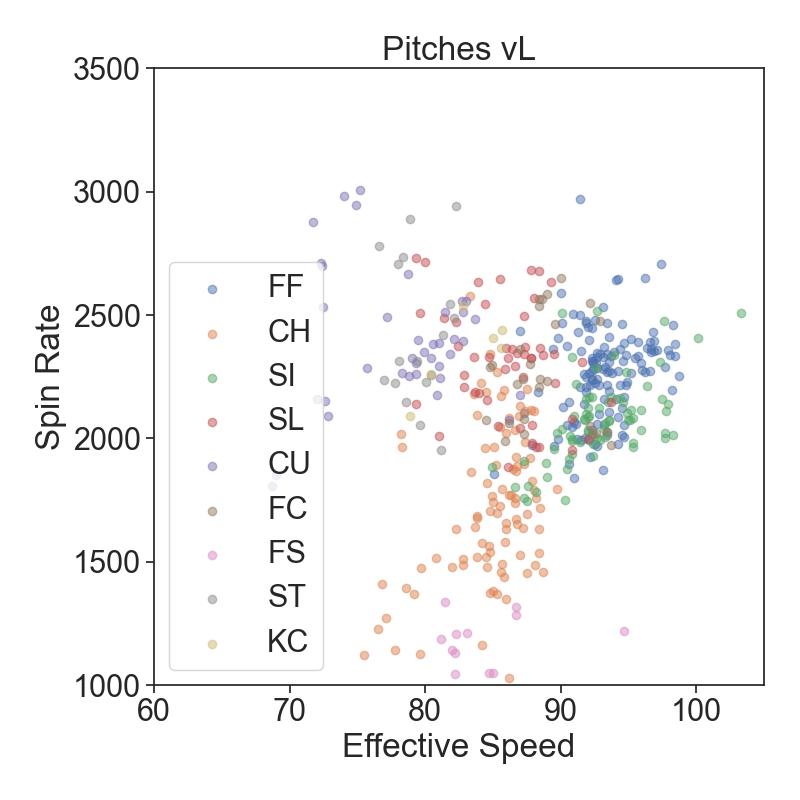 Pitches vL
3500
3000
2500
2000
1500
1000
Spin Rate
FF
CH
SI
SL
CU
FC
FS
ST
KC
60 70 80 90 100
Effective Speed